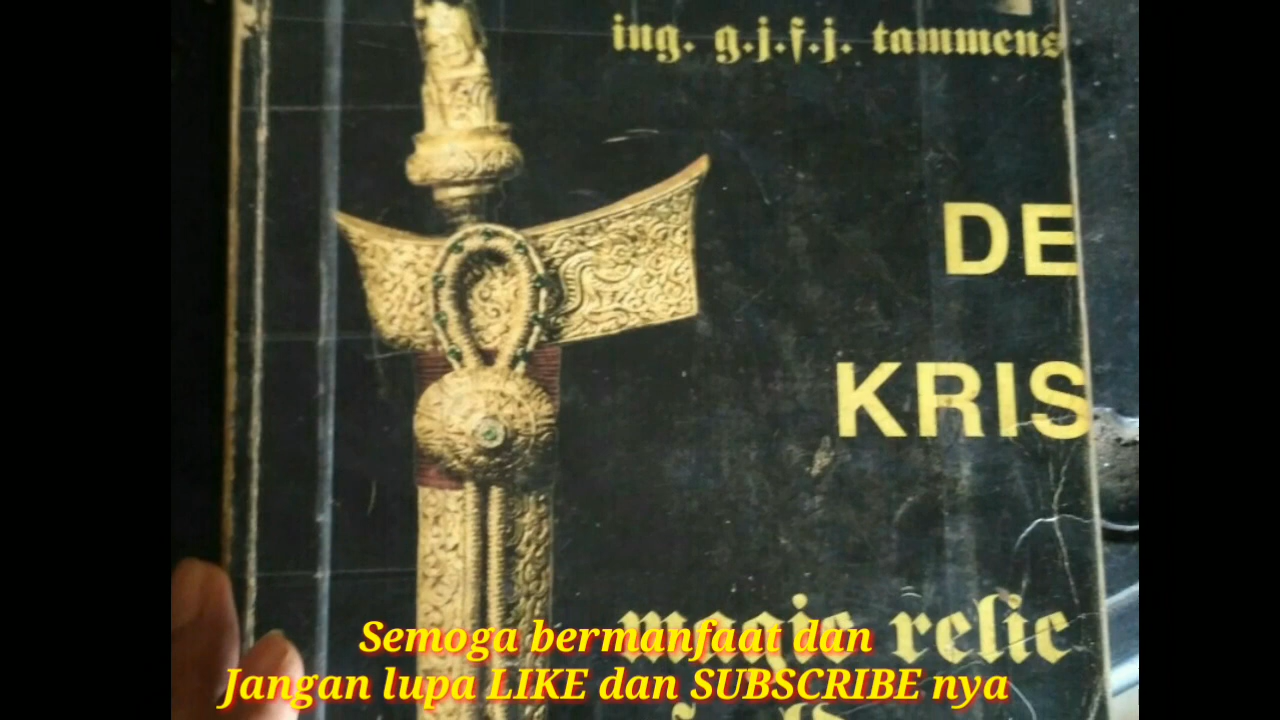 ing. g.j.f.j. tammens
DE
KRIS
magic relic
Semoga bermanfaat dan
Jangan lupa LIKE dan SUBSCRIBE nya